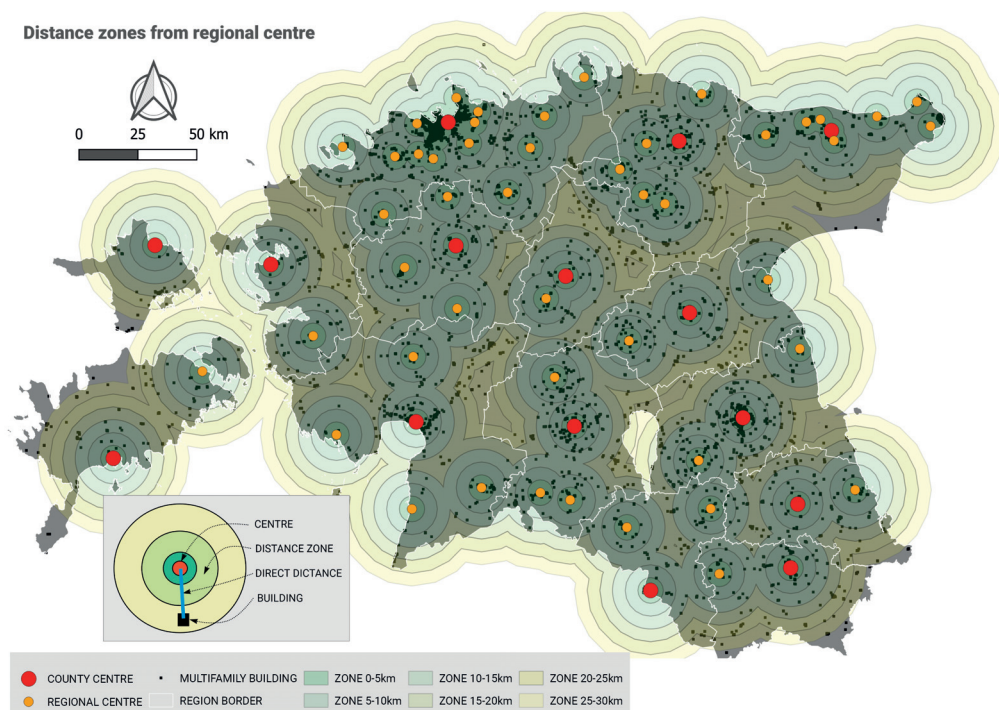 Distance zones from regional centre
0 25 50 km
CENTRE
DISTANCE ZONE
DIRECT DICTANCE
BUILDING
COUNTY CENTRE
MULTIFAMILY BUILDING
ZONE 0-5km
ZONE 10-15km
ZONE 20-25km
REGIONAL CENTRE
REGION BORDER
ZONE 5-10km
ZONE 15-20km
ZONE 25-30km